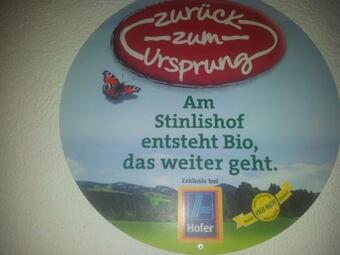 zurück
zum
Ursprung
Am
Stinlishof
entsteht Bio,
das weiter geht.
Exklusiv bei
Hofer